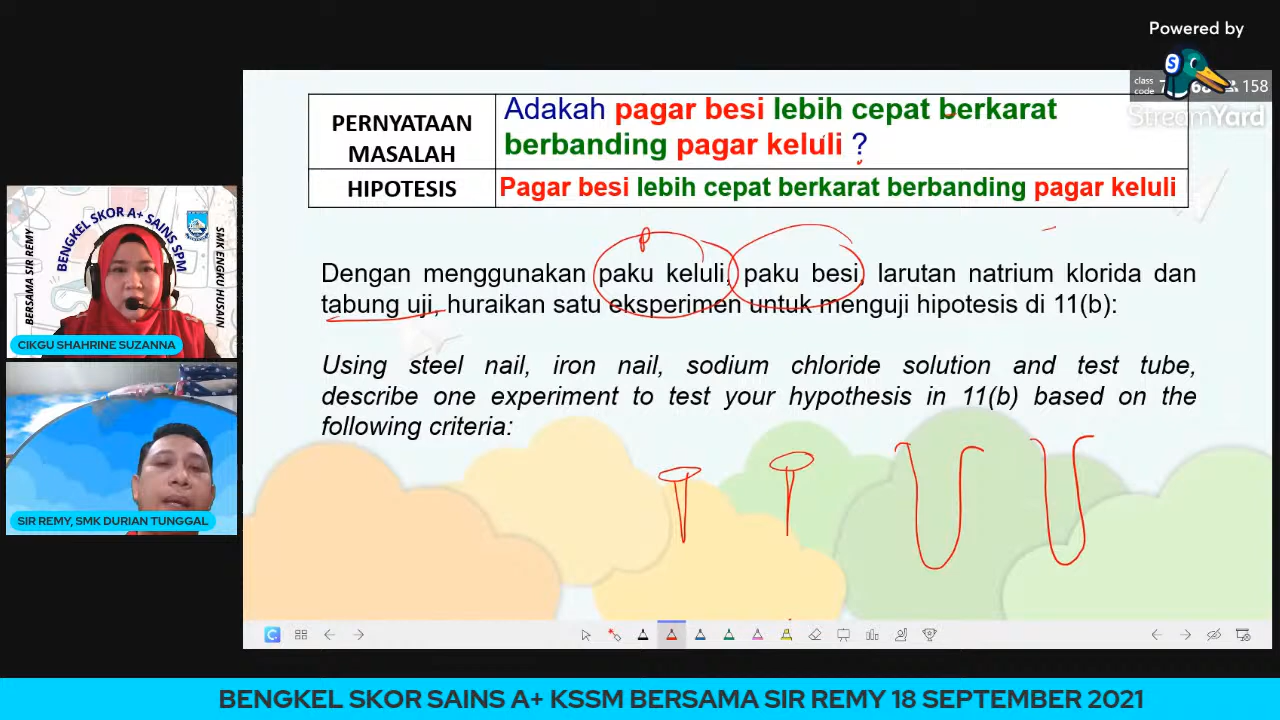 Powered by
class
code
158
StreamYard
PERNYATAAN
MASALAH
Adakah pagar besi lebih cepat berkarat
berbanding pagar keluli ?
HIPOTESIS
Pagar besi lebih cepat berkarat berbanding pagar keluli
Dengan menggunakan paku keluli, paku besi, larutan natrium klorida dan
tabung uji, huraikan satu eksperimen untuk menguji hipotesis di 11(b):
Using steel nail, iron nail, sodium chloride solution and test tube,
describe one experiment to test your hypothesis in 11(b) based on the
following criteria:
BERSAMA SIR REMY
BENGKEL SKOR A+ SAINS SPM
SMK ENGKU HUSAIN
CIKGU SHAHRINE SUZANNA
SIR REMY, SMK DURIAN TUNGGAL
BENGKEL SKOR SAINS A+ KSSM BERSAMA SIR REMY 18 SEPTEMBER 2021